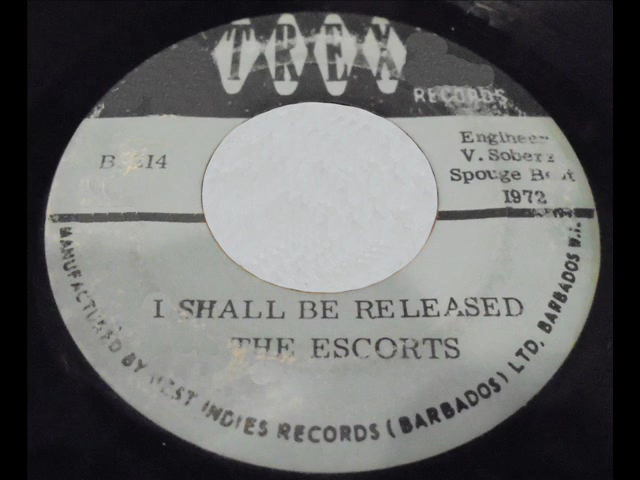 TREX
RECORDS
Engineer
V. Sobers
Spouge Beat
1972
I SHALL BE RELEASED
THE ESCORTS
MANUFACTURED BY WEST INDIES RECORDS (BARBADOS) LTD, BARBADOS W.I.